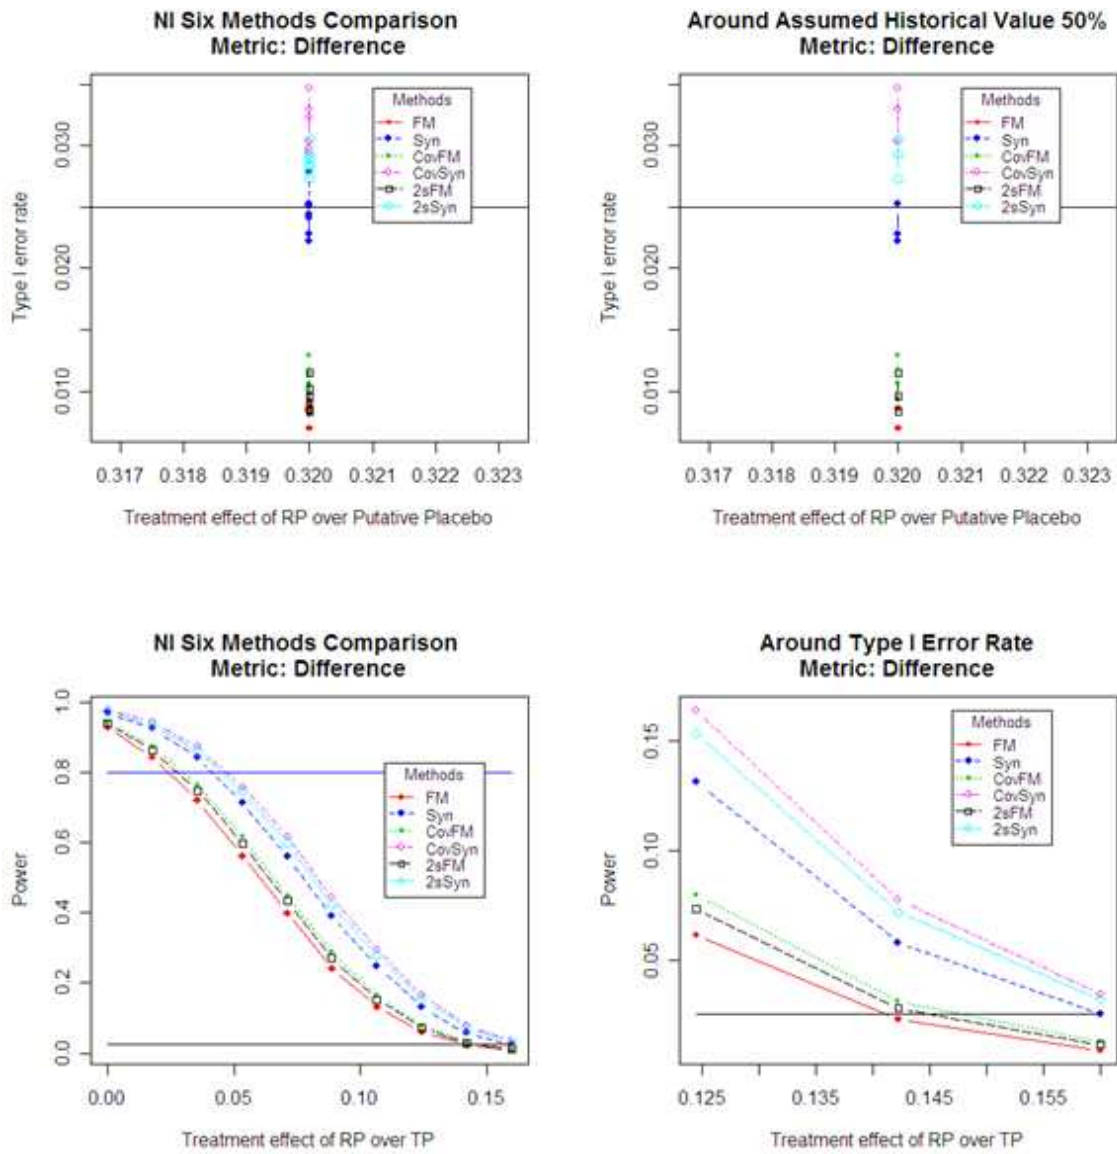 NI Six Methods Comparison
Metric: Difference
Type I error rate
0.030
0.020
0.010
Methods
FM
Syn
CovFM
CovSyn
2sFM
2sSyn
0.317 0.318 0.319 0.320 0.321 0.322 0.323
Treatment effect of RP over Putative Placebo
Around Assumed Historical Value 50%
Metric: Difference
Type I error rate
0.030
0.020
0.010
Methods
FM
Syn
CovFM
CovSyn
2sFM
2sSyn
0.317 0.318 0.319 0.320 0.321 0.322 0.323
Treatment effect of RP over Putative Placebo
NI Six Methods Comparison
Metric: Difference
Power
1.0
0.8
0.6
0.4
0.2
0.0
Methods
FM
Syn
CovFM
CovSyn
2sFM
2sSyn
0.00 0.05 0.10 0.15
Treatment effect of RP over TP
Around Type I Error Rate
Metric: Difference
Power
0.15
0.10
0.05
Methods
FM
Syn
CovFM
CovSyn
2sFM
2sSyn
0.125 0.135 0.145 0.155
Treatment effect of RP over TP